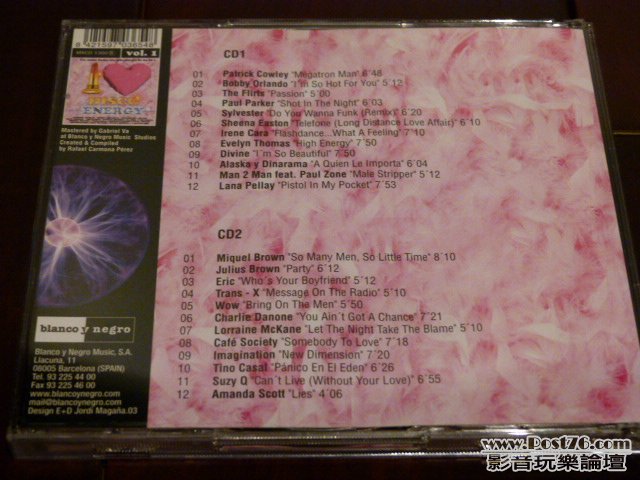 8 421597 036548
vol. 1
I
DISCO
ENERGY
Mastered by Gabriel Va
at Blanco y Negro Music Studios
Created & Compiled by
Rafael Carmona Pérez
blanco y negro
Blanco y Negro Music, S.A.
Llacuna, 11
08005 Barcelona (SPAIN)
Tel. 93 225 44 00
Fax 93 225 46 00
www.blancoynegro.com
mail@blancoynegro.com
Design E+D Jordi Magaña.03
CD1
01 Patrick Cowley "Megatron Man" 6´48
02 Bobby Orlando "I´m So Hot For You" 5´12
03 The Flirts "Passion" 5´00
04 Paul Parker "Shot In The Night" 6´03
05 Sylvester "Do You Wanna Funk (Remix)" 6´20
06 Sheena Easton "Telefone (Long Distance Love Affair)" 6´10
07 Irene Cara "Flashdance...What A Feeling" 7´10
08 Evelyn Thomas "High Energy" 7´50
09 Divine "I´m So Beautiful" 7´50
10 Alaska y Dinarama "A Quien Le Importa" 6´04
11 Man 2 Man feat. Paul Zone "Male Stripper" 5´12
12 Lana Pellay "Pistol In My Pocket" 7´53
CD2
01 Miquel Brown "So Many Men, So Little Time" 8´10
02 Julius Brown "Party" 6´12
03 Eric "Who´s Your Boyfriend" 5´12
04 Trans - X "Message On The Radio" 5´10
05 Wow "Bring On The Men" 5´50
06 Charlie Danone "You Ain´t Got A Chance" 7´21
07 Lorraine McKane "Let The Night Take The Blame" 5´10
08 Café Society "Somebody To Love" 7´18
09 Imagination "New Dimension" 7´20
10 Tino Casal "Pánico En El Eden" 6´26
11 Suzy Q "Can´t Live (Without Your Love)" 6´55
12 Amanda Scott "Lies" 4´06
www.Post76.com
影音玩樂論壇